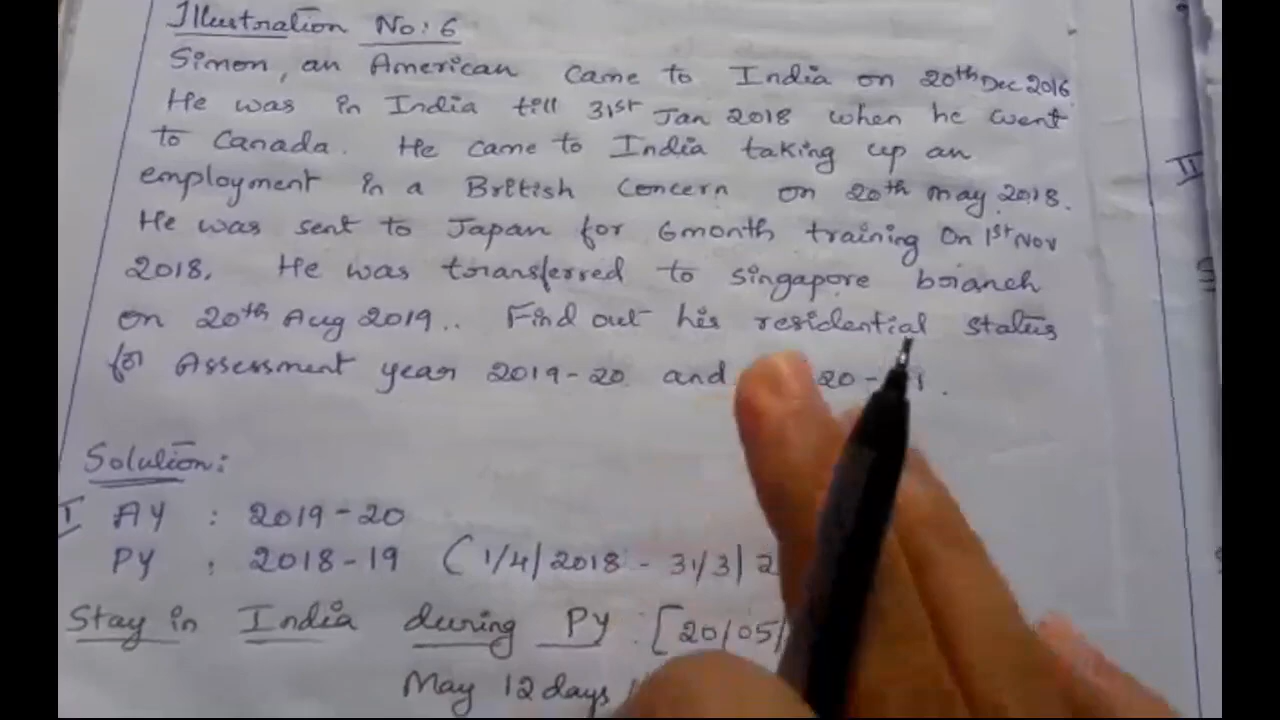 Illustration No: 6
Simon, an American came to India on 20th Dec 2016
He was in India till 31st Jan 2018 when he went
to Canada. He came to India taking up an
employment in a British Concern on 20th may 2018.
He was sent to Japan for 6month training On 1st Nov
2018. He was transferred to singapore branch
on 20th Aug 2019.. Find out his residential status
for Assessment year 2019-20 and 20-
Solution:
I AY : 2019-20
PY : 2018-19 (1/4/2018 - 31/3/2
Stay in India during PY : [20/05/
May 12 days
II